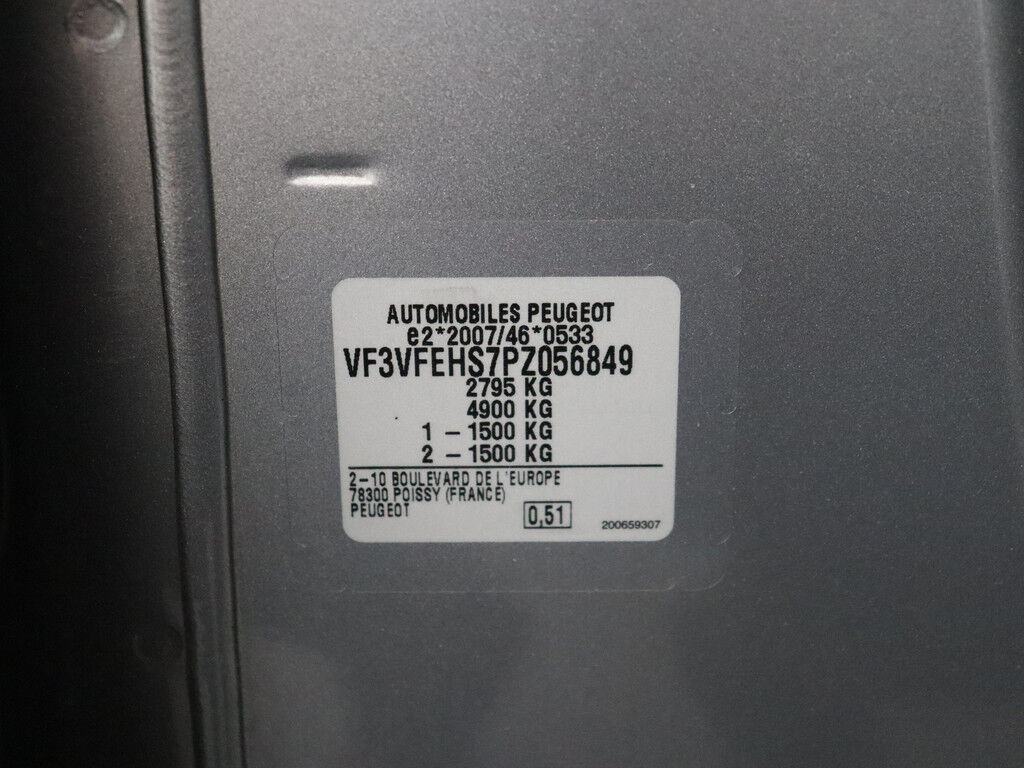 AUTOMOBILES PEUGEOT
e2*2007/46*0533
VF3VFEHS7PZ056849
2795 KG
4900 KG
1 - 1500 KG
2 - 1500 KG
2-10 BOULEVARD DE L'EUROPE
78300 POISSY (FRANCE)
PEUGEOT
0,51
200659307